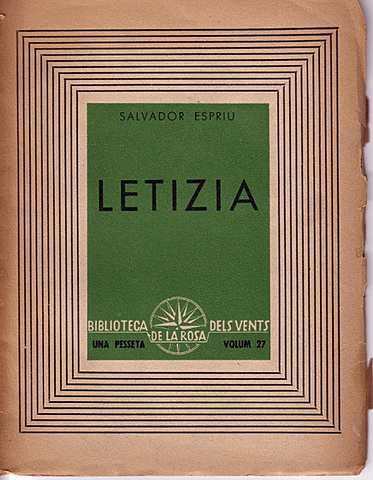 SALVADOR ESPRIU
LETIZIA
BIBLIOTECA DE LA ROSA DELS VENTS
UNA PESSETA VOLUM 27